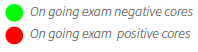 On going exam negative cores
On going exam positive cores